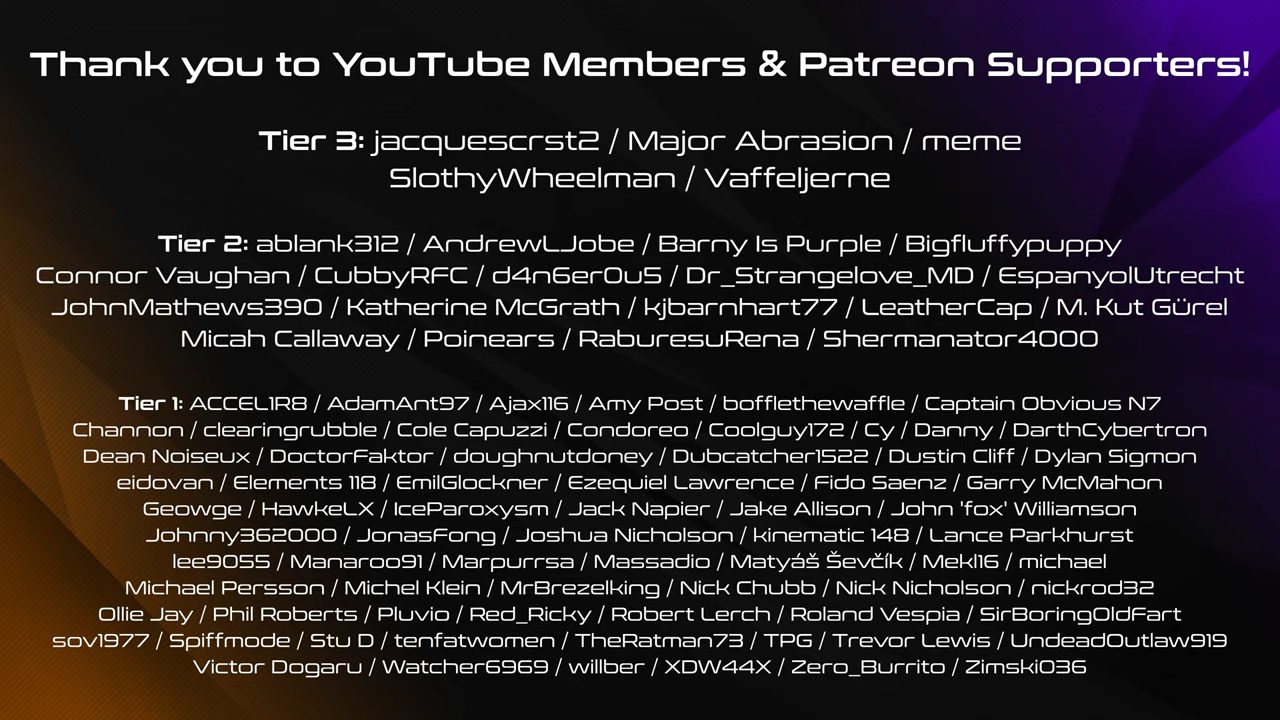 Thank you to YouTube Members & Patreon Supporters!
Tier 3: jacquescrst2 / Major Abrasion / meme
SlothyWheelman / Vaffeljerne
Tier 2: ablank312 / AndrewLJobe / Barny Is Purple / Bigfluffypuppy
Connor Vaughan / CubbyRFC / d4n6er0u5 / Dr_Strangelove_MD / EspanyolUtrecht
JohnMathews390 / Katherine McGrath / kjbarnhart77 / LeatherCap / M. Kut Gürel
Micah Callaway / Poinears / RaburesuRena / Shermanator4000
Tier 1: ACCEL1R8 / AdamAnt97 / Ajax116 / Amy Post / bofflethewaffle / Captain Obvious N7
Channon / clearingrubble / Cole Capuzzi / Condoreo / Coolguy172 / Cy / Danny / DarthCybertron
Dean Noiseux / DoctorFaktor / doughnutdoney / Dubcatcher1522 / Dustin Cliff / Dylan Sigmon
eidovan / Elements 118 / EmilGlockner / Ezequiel Lawrence / Fido Saenz / Garry McMahon
Geowge / HawkeLX / IceParoxysm / Jack Napier / Jake Allison / John 'fox' Williamson
Johnny362000 / JonasFong / Joshua Nicholson / kinematic 148 / Lance Parkhurst
lee9055 / Manaroo91 / Marpurrsa / Massadio / Matyáš Ševčík / Mekl16 / michael
Michael Persson / Michel Klein / MrBrezelking / Nick Chubb / Nick Nicholson / nickrod32
Ollie Jay / Phil Roberts / Pluvio / Red_Ricky / Robert Lerch / Roland Vespia / SirBoringOldFart
sov1977 / Spiffmode / Stu D / tenfatwomen / TheRatman73 / TPG / Trevor Lewis / UndeadOutlaw919
Victor Dogaru / Watcher6969 / willber / XDW44X / Zero_Burrito / Zimski036